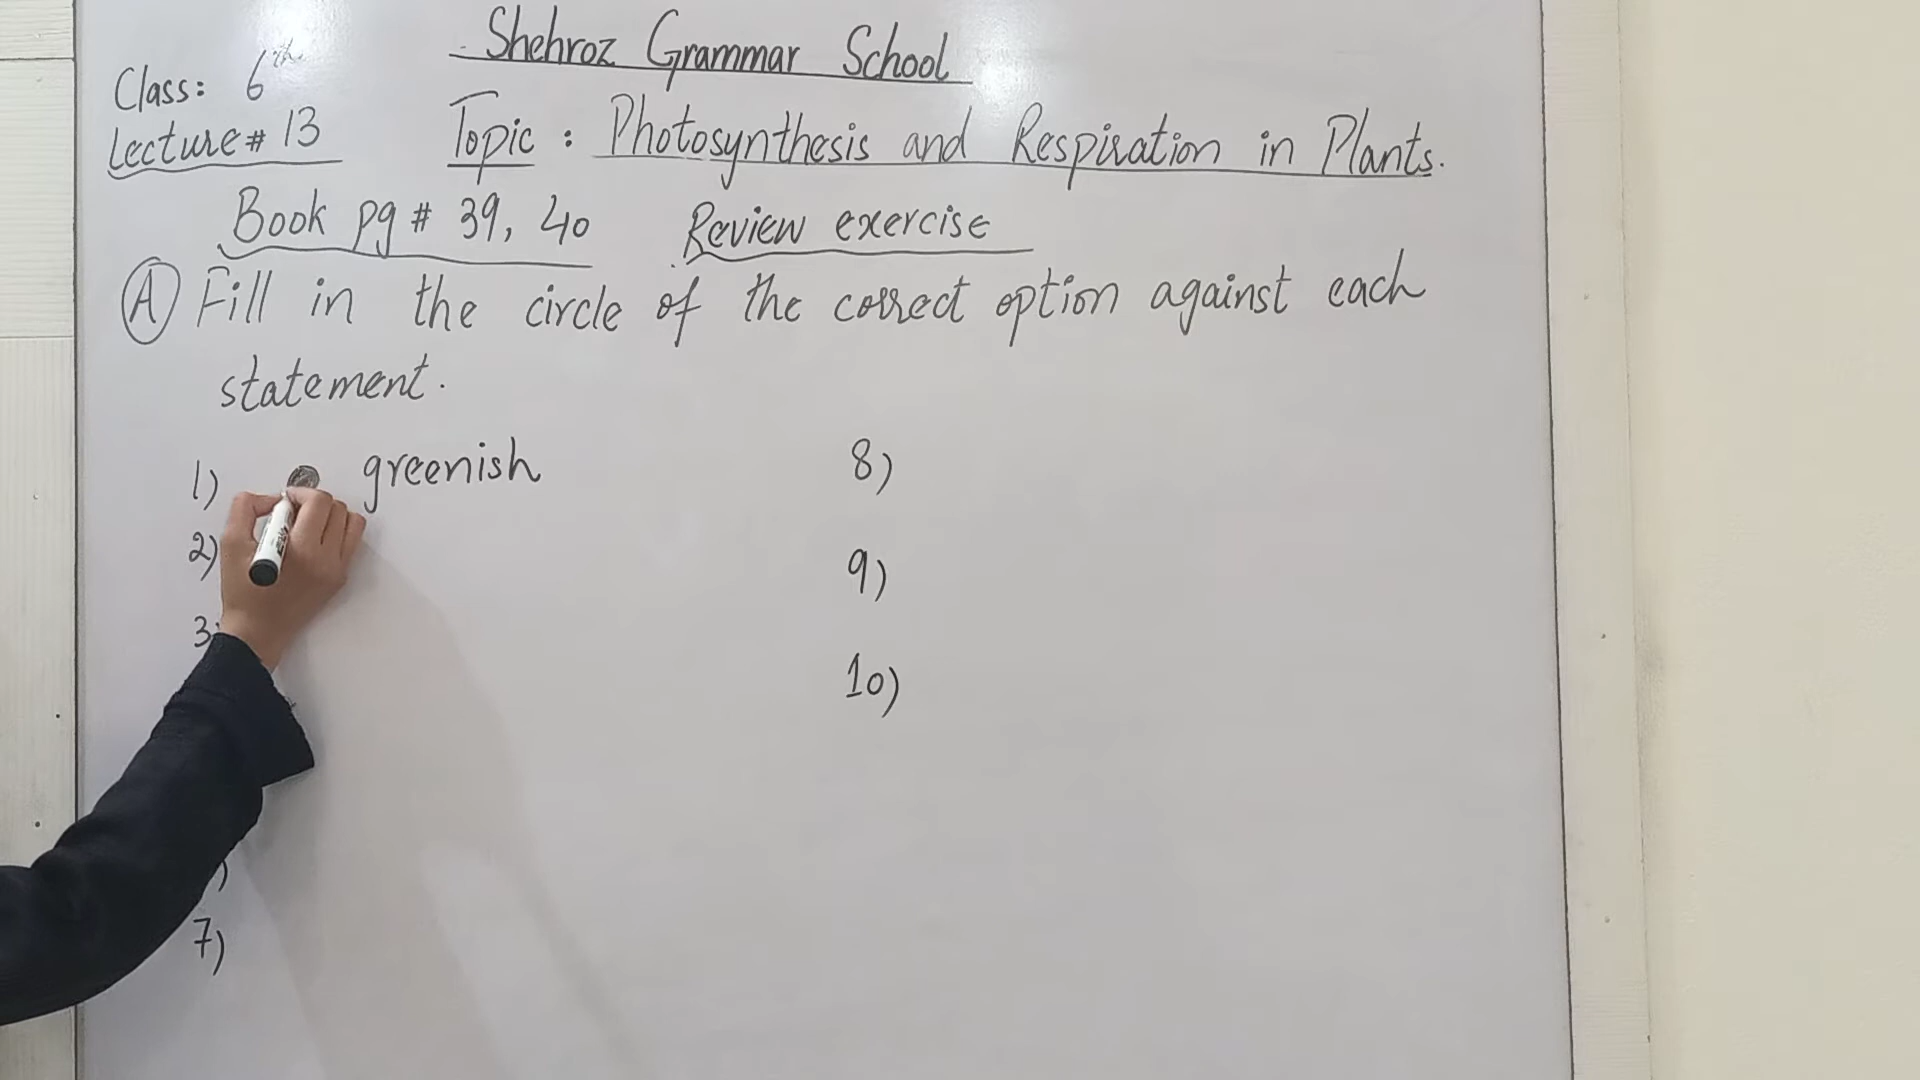 Shehroz Grammar School
Class: 6th
Lecture # 13
Topic : Photosynthesis and Respiration in Plants.
Book pg # 39, 40 Review exercise
A Fill in the circle of the correct option against each
statement.
1) greenish
2)
3)
7)
8)
9)
10)